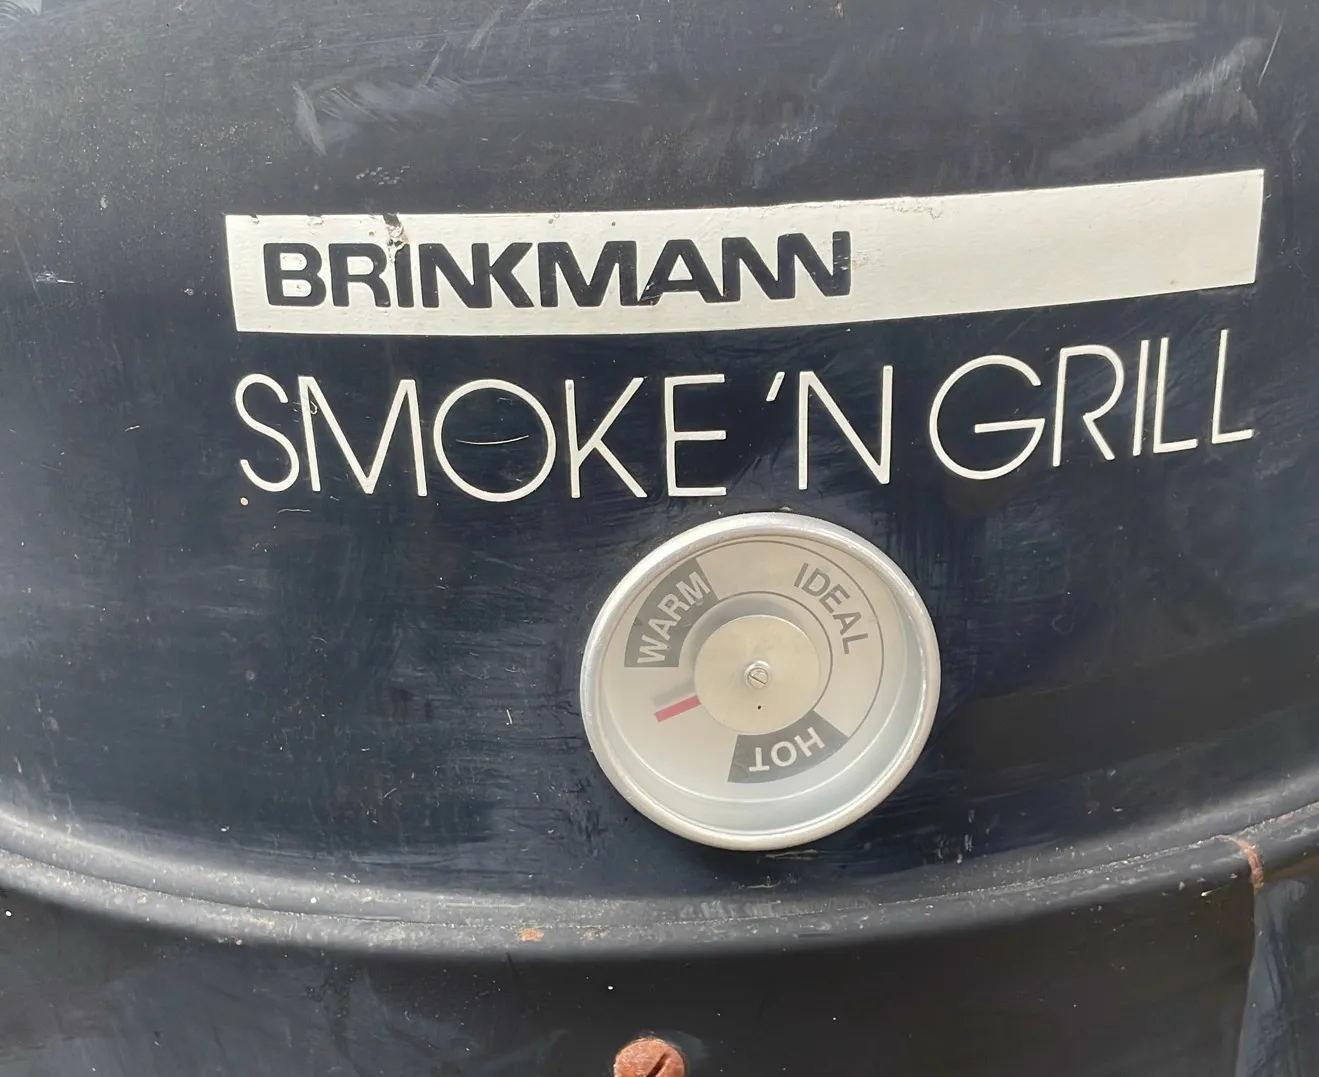 BRINKMANN
SMOKE 'N GRILL
WARM
IDEAL
HOT